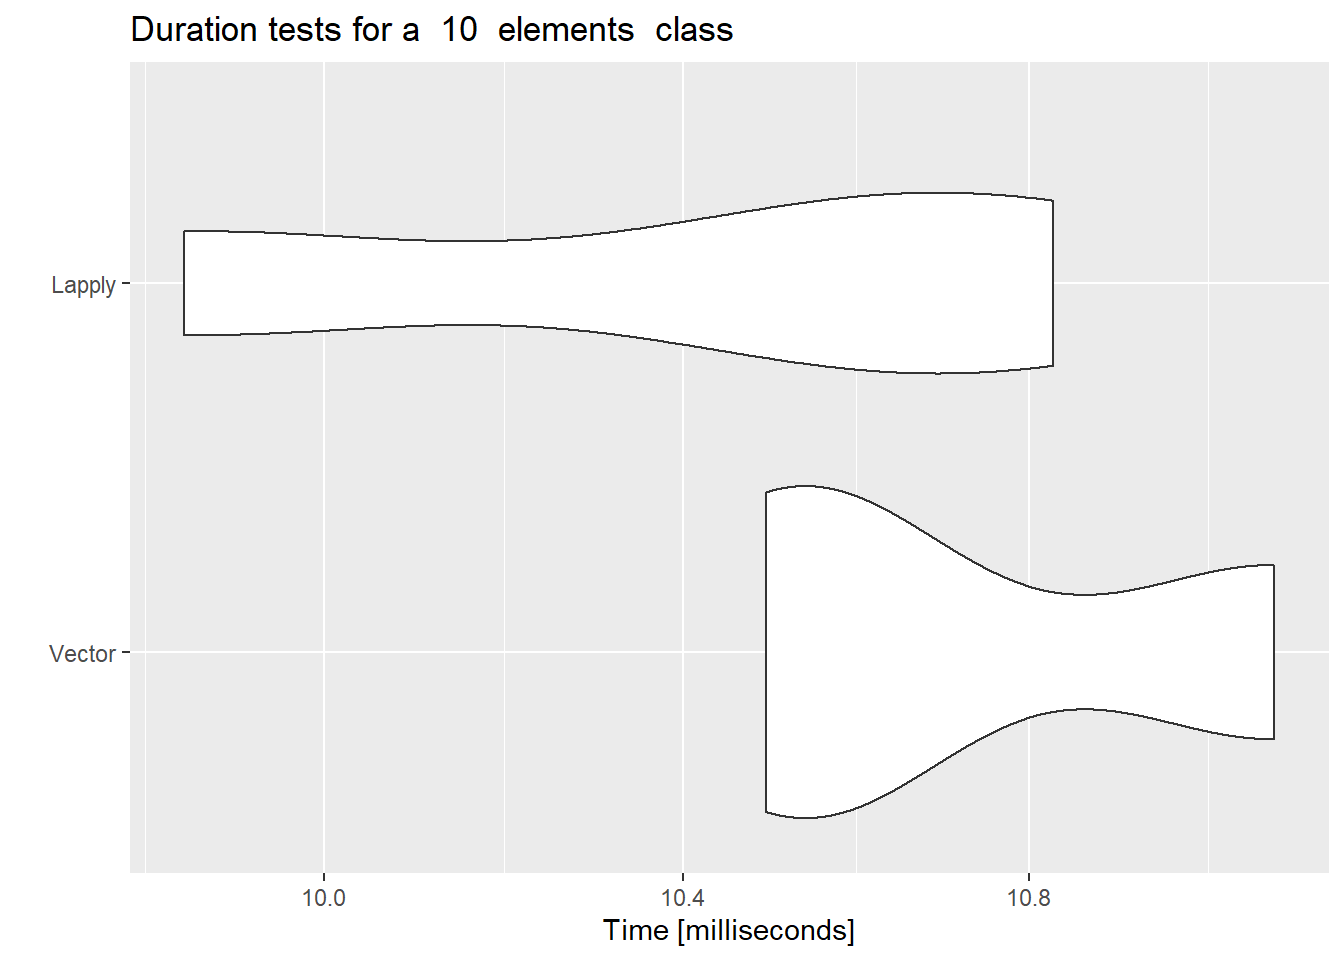 Duration tests for a  10  elements  class
Lapply
Vector
10.0 10.4 10.8
Time [milliseconds]